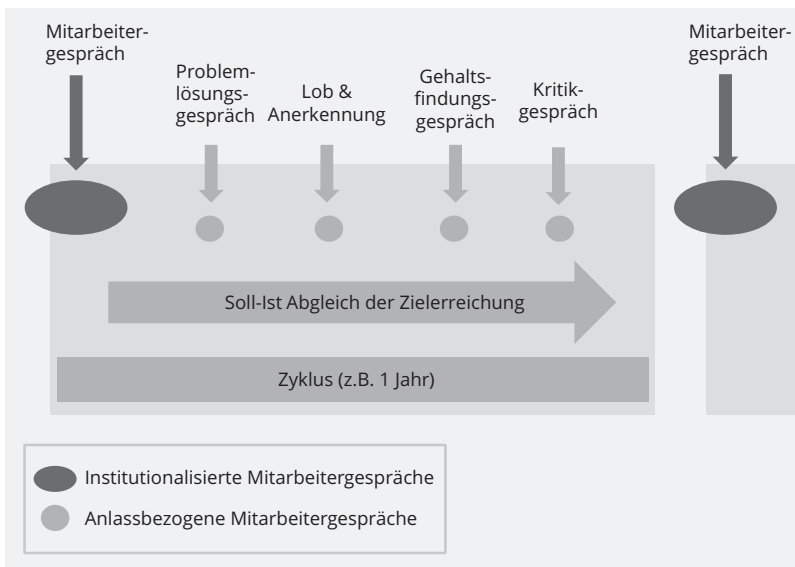 Mitarbeiter-
gespräch
Problem-
lösungs-
gespräch
Lob &
Anerkennung
Gehalts-
findungs-
gespräch
Kritik-
gespräch
Mitarbeiter-
gespräch
Soll-Ist Abgleich der Zielerreichung
Zyklus (z.B. 1 Jahr)
Institutionalisierte Mitarbeitergespräche
Anlassbezogene Mitarbeitergespräche